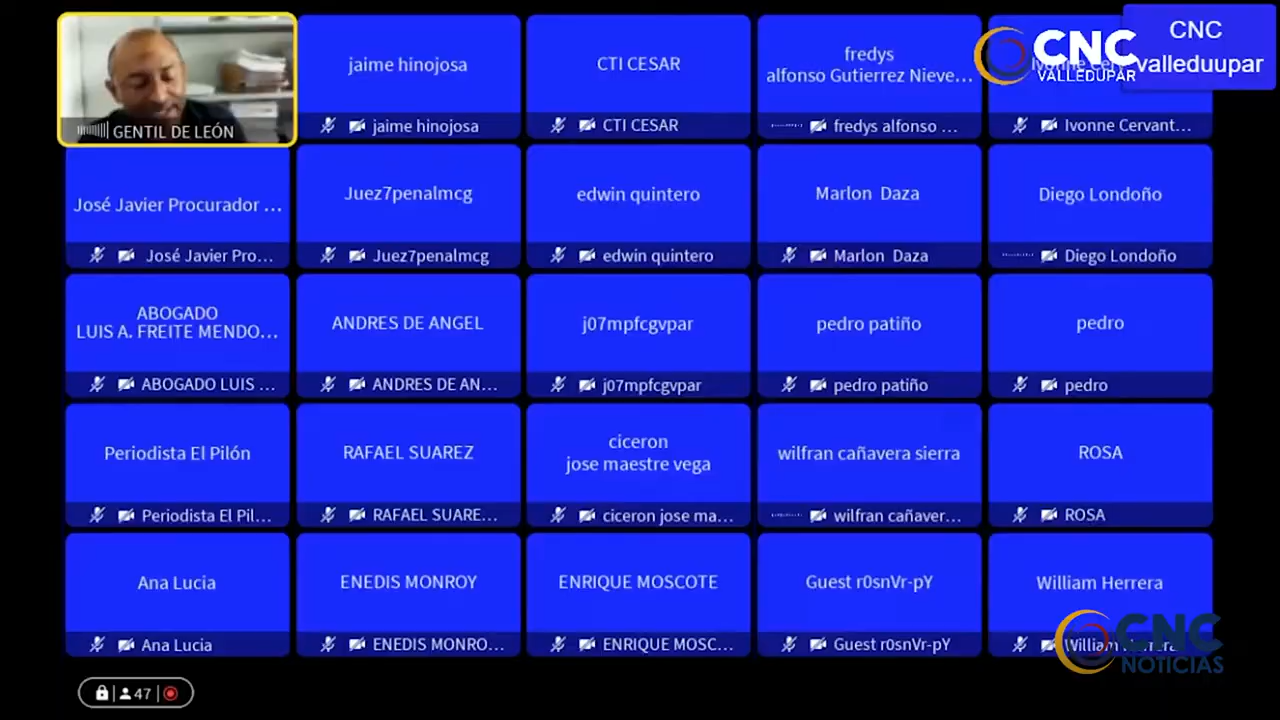 GENTIL DE LEÓN
jaime hinojosa
jaime hinojosa
CTI CESAR
CTI CESAR
fredys
alfonso Gutierrez Nieve...
fredys alfonso ...
Ivonne Cervant...
CNC
VALLEDUPAR
CNC
valleduupar
José Javier Procurador ...
José Javier Pro...
Juez7penalmcg
Juez7penalmcg
edwin quintero
edwin quintero
Marlon Daza
Marlon Daza
Diego Londoño
Diego Londoño
ABOGADO
LUIS A. FREITE MENDO...
ABOGADO LUIS ...
ANDRES DE ANGEL
ANDRES DE AN...
j07mpfcgvpar
j07mpfcgvpar
pedro patiño
pedro patiño
pedro
pedro
Periodista El Pilón
Periodista El Pil...
RAFAEL SUAREZ
RAFAEL SUARE...
ciceron
jose maestre vega
ciceron jose ma...
wilfran cañavera sierra
wilfran cañaver...
ROSA
ROSA
Ana Lucia
Ana Lucia
ENEDIS MONROY
ENEDIS MONRO...
ENRIQUE MOSCOTE
ENRIQUE MOSC...
Guest r0snVr-pY
Guest r0snVr-pY
William Herrera
William Herrera
CNC
NOTICIAS
47